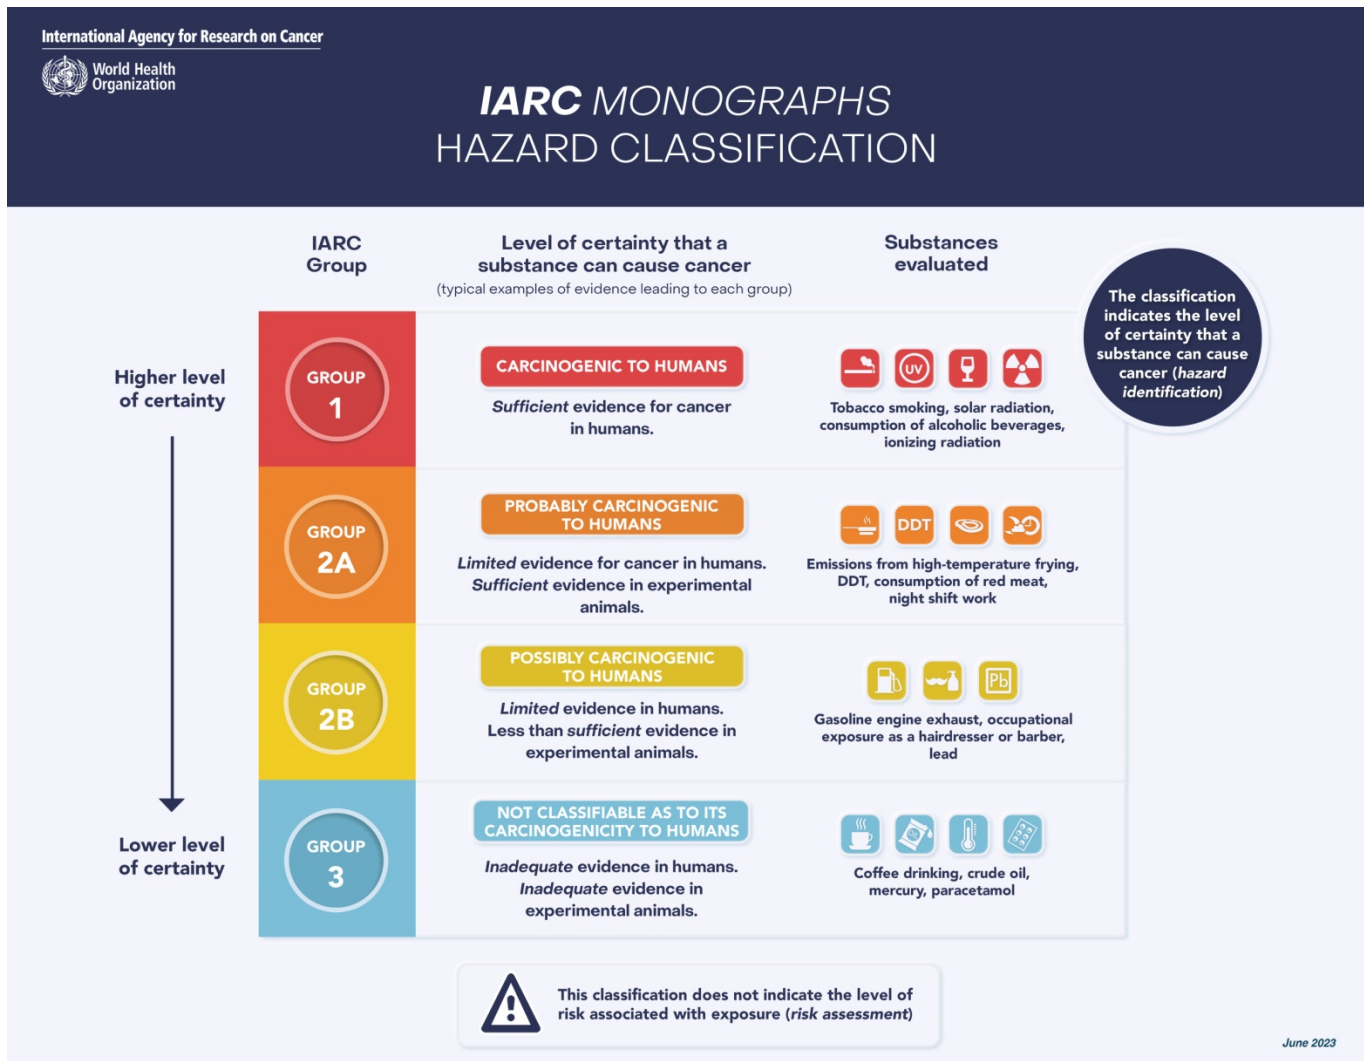 International Agency for Research on Cancer
World Health
Organization
IARC MONOGRAPHS
HAZARD CLASSIFICATION
IARC
Group
Level of certainty that a
substance can cause cancer
(typical examples of evidence leading to each group)
Substances
evaluated
The classification
indicates the level
of certainty that a
substance can cause
cancer (hazard
identification)
Higher level
of certainty
GROUP
1
CARCINOGENIC TO HUMANS
Sufficient evidence for cancer
in humans.
UV
Tobacco smoking, solar radiation,
consumption of alcoholic beverages,
ionizing radiation
GROUP
2A
PROBABLY CARCINOGENIC
TO HUMANS
Limited evidence for cancer in humans.
Sufficient evidence in experimental
animals.
DDT
Emissions from high-temperature frying,
DDT, consumption of red meat,
night shift work
GROUP
2B
POSSIBLY CARCINOGENIC
TO HUMANS
Limited evidence in humans.
Less than sufficient evidence in
experimental animals.
Pb
Gasoline engine exhaust, occupational
exposure as a hairdresser or barber,
lead
Lower level
of certainty
GROUP
3
NOT CLASSIFIABLE AS TO ITS
CARCINOGENICITY TO HUMANS
Inadequate evidence in humans.
Inadequate evidence in
experimental animals.
Coffee drinking, crude oil,
mercury, paracetamol
This classification does not indicate the level of
risk associated with exposure (risk assessment)
June 2023